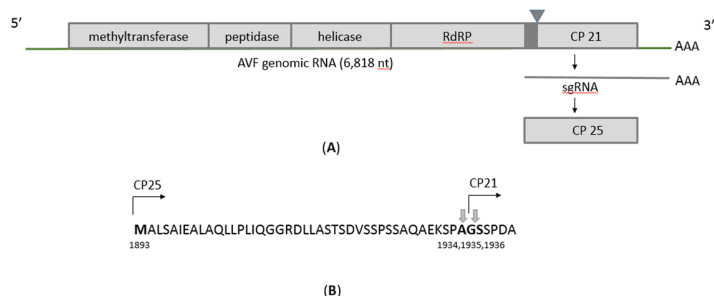 5’ 3’
methyltransferase peptidase helicase RdRP CP 21
AAA
AVF genomic RNA (6,818 nt)
AAA
sgRNA
CP 25
(A)
CP25 CP21
MALSAIEALAQLLPLIQGGRDLLASTSDVSSPSSAQAEKSPAGSSPDA
1893 1934,1935,1936
(B)